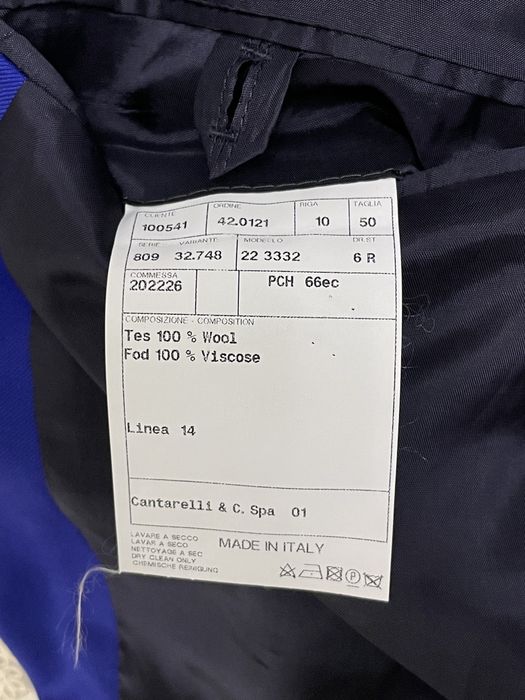 CLIENTE ORDINE RIGA TAGLIA
100541 42.0121 10 50
SERIE VARIANTE MODELLO DR.ST
809 32.748 22 3332 6 R
COMMESSA
202226 PCH 66ec
COMPOSIZIONE - COMPOSITION
Tes 100 % Wool
Fod 100 % Viscose
Linea 14
Cantarelli & C. Spa 01
LAVARE A SECCO
LAVAR A SECO
NETTOYAGE A SEC
DRY CLEAN ONLY
CHEMISCHE REINIGUNG
MADE IN ITALY
P